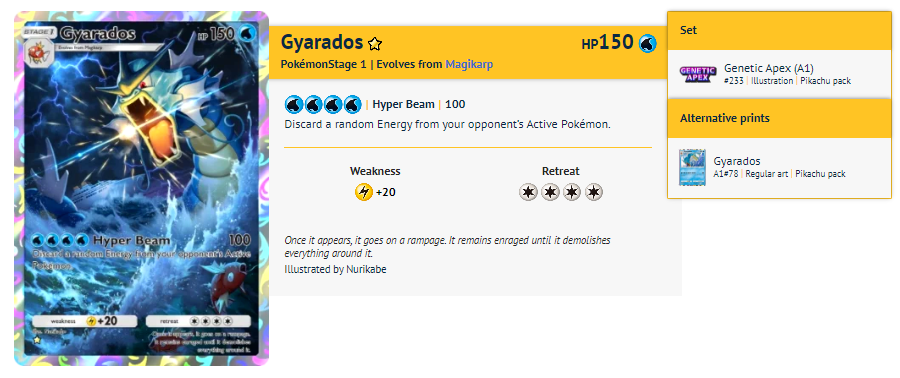 STAGE 1
Gyarados
HP 150
Evolves from Magikarp
Hyper Beam 100
Discard a random Energy from your opponent's Active
Pokémon.
weakness +20
retreat
Once it appears, it goes on a rampage.
It remains enraged until it demolishes
everything around it.
Gyarados
HP 150
PokémonStage 1 | Evolves from Magikarp
| Hyper Beam | 100
Discard a random Energy from your opponent's Active Pokémon.
Weakness
+20
Retreat
Once it appears, it goes on a rampage. It remains enraged until it demolishes
everything around it.
Illustrated by Nurikabe
Set
GENETIC
APEX
Genetic Apex (A1)
#233 | Illustration | Pikachu pack
Alternative prints
Gyarados
A1#78 | Regular art | Pikachu pack